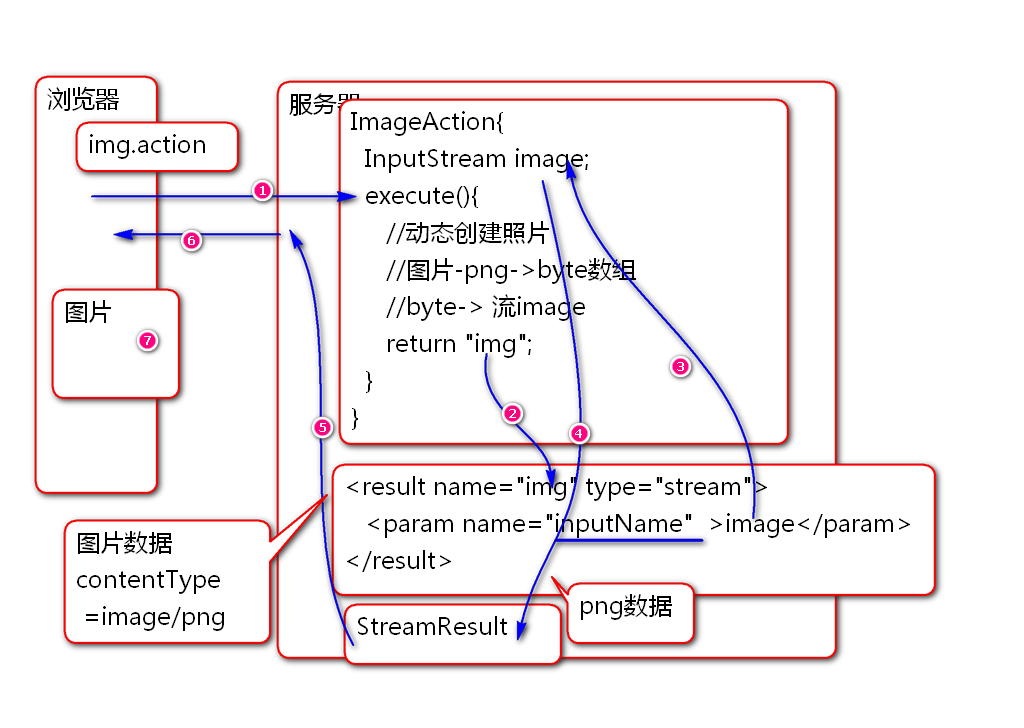 浏览器
img.action
①
⑥
图片
⑦
服务器
ImageAction{
InputStream image;
execute(){
//动态创建照片
//图片-png->byte数组
//byte-> 流image
return "img";
}
}
③
②
④
⑤
<result name="img" type="stream">
<param name="inputName" >image</param>
</result>
图片数据
contentType
=image/png
png数据
StreamResult